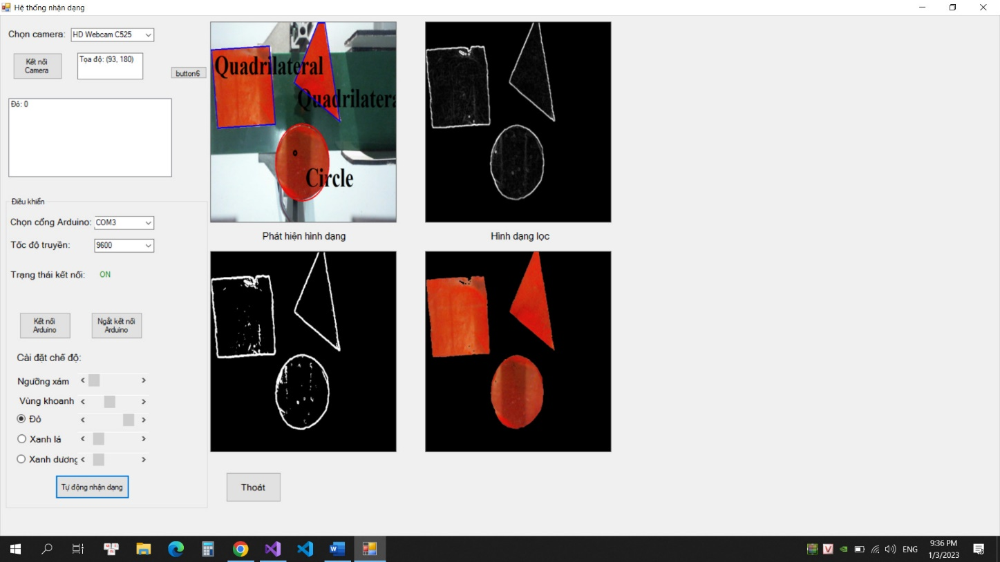 Hệ thống nhận dạng
Chọn camera:
HD Webcam C525
Kết nối
Camera
Tọa độ: (93, 180)
button6
Đỏ: 0
Quadrilateral
Quadrilatera
Circle
Phát hiện hình dạng
Hình dạng lọc
Điều khiển
Chọn cổng Arduino:
COM3
Tốc độ truyền:
9600
Trạng thái kết nối:
ON
Kết nối
Arduino
Ngắt kết nối
Arduino
Cài đặt chế độ:
Ngưỡng xám
Vùng khoanh
Đỏ
Xanh lá
Xanh dương
Tự động nhận dạng
Thoát
ENG
9:36 PM
1/3/2023